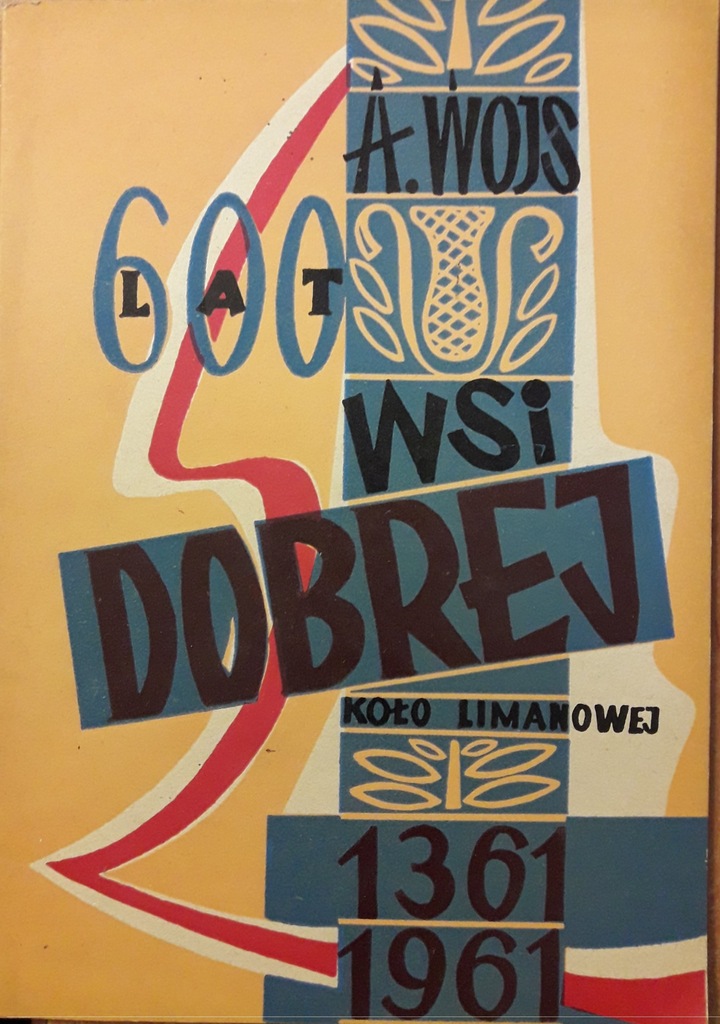 A. WOJS
600
LAT
WSi
DOBREJ
KOŁO LIMANOWEJ
1361
1961